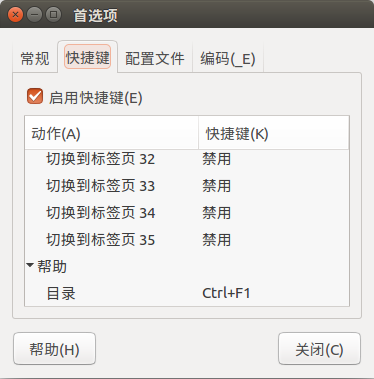 首选项
常规 快捷键 配置文件 编码(_E)
启用快捷键(E)
动作(A) 快捷键(K)
切换到标签页 32 禁用
切换到标签页 33 禁用
切换到标签页 34 禁用
切换到标签页 35 禁用
帮助
目录 Ctrl+F1
帮助(H) 关闭(C)